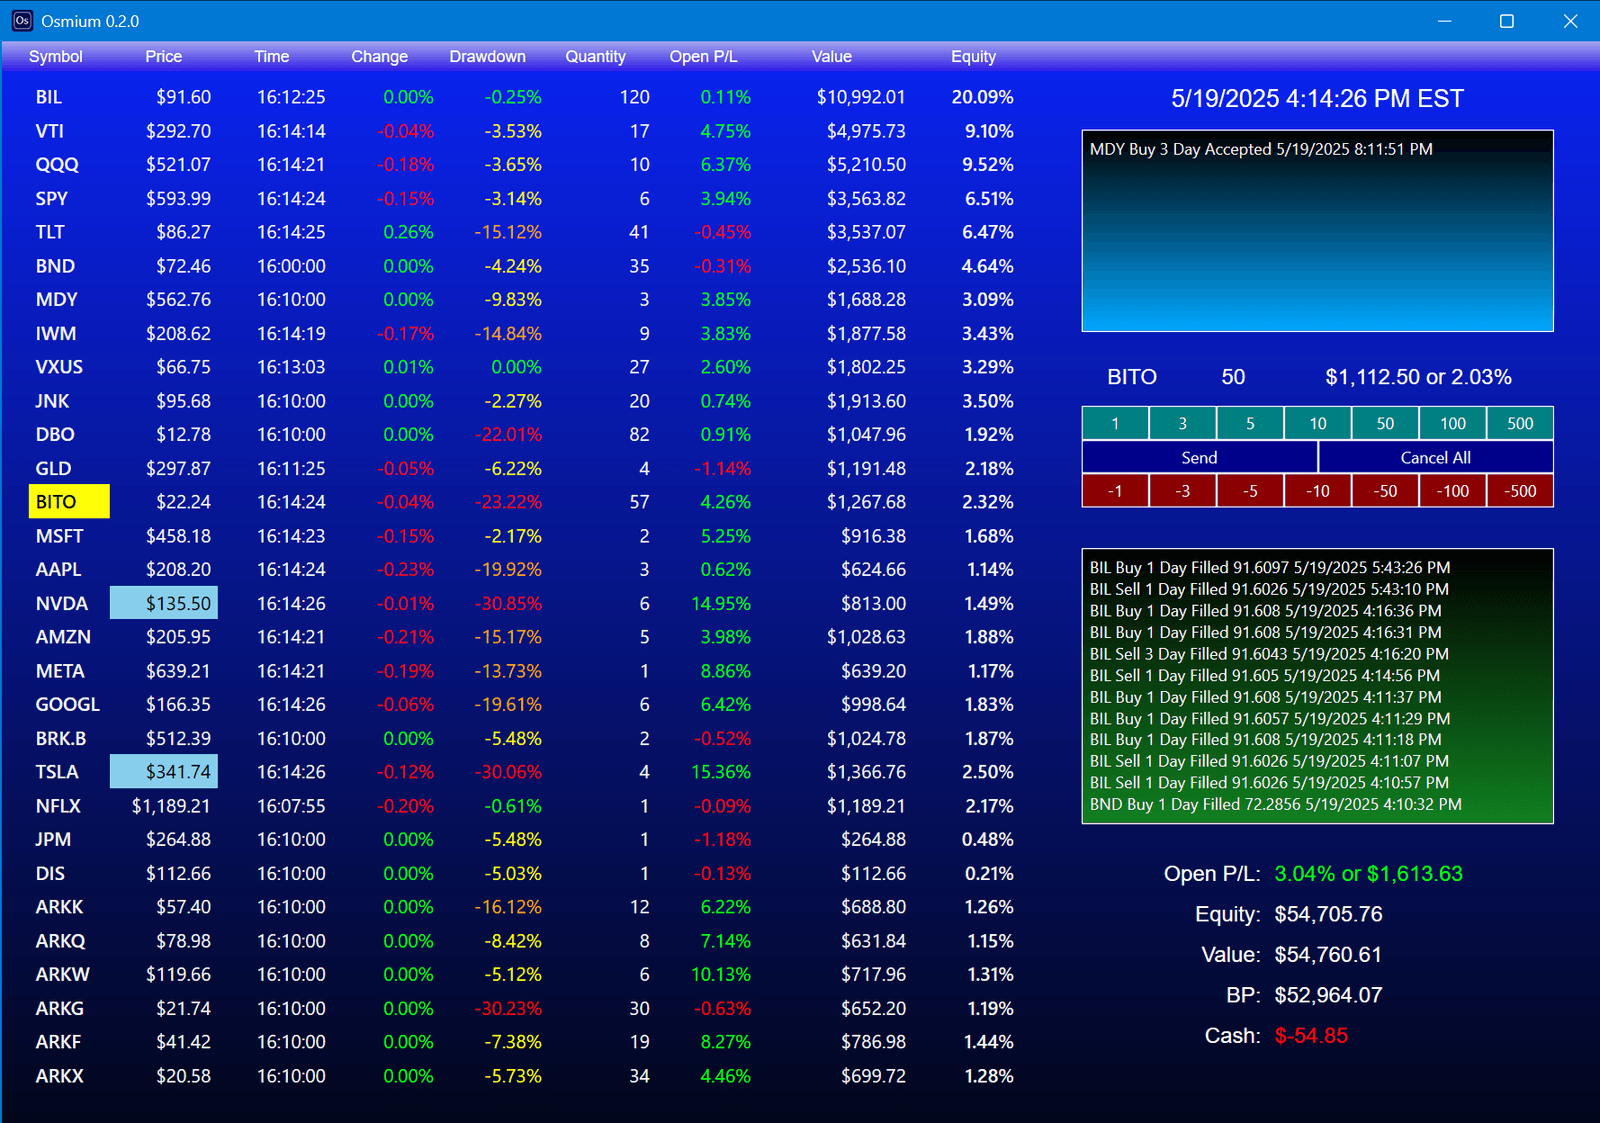 Os Osmium 0.2.0
Symbol Price Time Change Drawdown Quantity Open P/L Value Equity
BIL $91.60 16:12:25 0.00% -0.25% 120 0.11% $10,992.01 20.09%
VTI $292.70 16:14:14 -0.04% -3.53% 17 4.75% $4,975.73 9.10%
QQQ $521.07 16:14:21 -0.18% -3.65% 10 6.37% $5,210.50 9.52%
SPY $593.99 16:14:24 -0.15% -3.14% 6 3.94% $3,563.82 6.51%
TLT $86.27 16:14:25 0.26% -15.12% 41 -0.45% $3,537.07 6.47%
BND $72.46 16:00:00 0.00% -4.24% 35 -0.31% $2,536.10 4.64%
MDY $562.76 16:10:00 0.00% -9.83% 3 3.85% $1,688.28 3.09%
IWM $208.62 16:14:19 -0.17% -14.84% 9 3.83% $1,877.58 3.43%
VXUS $66.75 16:13:03 0.01% 0.00% 27 2.60% $1,802.25 3.29%
JNK $95.68 16:10:00 0.00% -2.27% 20 0.74% $1,913.60 3.50%
DBO $12.78 16:10:00 0.00% -22.01% 82 0.91% $1,047.96 1.92%
GLD $297.87 16:11:25 -0.05% -6.22% 4 -1.14% $1,191.48 2.18%
BITO $22.24 16:14:24 -0.04% -23.22% 57 4.26% $1,267.68 2.32%
MSFT $458.18 16:14:23 -0.15% -2.17% 2 5.25% $916.38 1.68%
AAPL $208.20 16:14:24 -0.23% -19.92% 3 0.62% $624.66 1.14%
NVDA $135.50 16:14:26 -0.01% -30.85% 6 14.95% $813.00 1.49%
AMZN $205.95 16:14:21 -0.21% -15.17% 5 3.98% $1,028.63 1.88%
META $639.21 16:14:21 -0.19% -13.73% 1 8.86% $639.20 1.17%
GOOGL $166.35 16:14:26 -0.06% -19.61% 6 6.42% $998.64 1.83%
BRK.B $512.39 16:10:00 0.00% -5.48% 2 -0.52% $1,024.78 1.87%
TSLA $341.74 16:14:26 -0.12% -30.06% 4 15.36% $1,366.76 2.50%
NFLX $1,189.21 16:07:55 -0.20% -0.61% 1 -0.09% $1,189.21 2.17%
JPM $264.88 16:10:00 0.00% -5.48% 1 -1.18% $264.88 0.48%
DIS $112.66 16:10:00 0.00% -5.03% 1 -0.13% $112.66 0.21%
ARKK $57.40 16:10:00 0.00% -16.12% 12 6.22% $688.80 1.26%
ARKQ $78.98 16:10:00 0.00% -8.42% 8 7.14% $631.84 1.15%
ARKW $119.66 16:10:00 0.00% -5.12% 6 10.13% $717.96 1.31%
ARKG $21.74 16:10:00 0.00% -30.23% 30 -0.63% $652.20 1.19%
ARKF $41.42 16:10:00 0.00% -7.38% 19 8.27% $786.98 1.44%
ARKX $20.58 16:10:00 0.00% -5.73% 34 4.46% $699.72 1.28%
5/19/2025 4:14:26 PM EST
MDY Buy 3 Day Accepted 5/19/2025 8:11:51 PM
BITO 50 $1,112.50 or 2.03%
1 3 5 10 50 100 500
Send Cancel All
-1 -3 -5 -10 -50 -100 -500
BIL Buy 1 Day Filled 91.6097 5/19/2025 5:43:26 PM
BIL Sell 1 Day Filled 91.6026 5/19/2025 5:43:10 PM
BIL Buy 1 Day Filled 91.608 5/19/2025 4:16:36 PM
BIL Buy 1 Day Filled 91.608 5/19/2025 4:16:31 PM
BIL Sell 3 Day Filled 91.6043 5/19/2025 4:16:20 PM
BIL Sell 1 Day Filled 91.605 5/19/2025 4:14:56 PM
BIL Buy 1 Day Filled 91.608 5/19/2025 4:11:37 PM
BIL Buy 1 Day Filled 91.6057 5/19/2025 4:11:29 PM
BIL Buy 1 Day Filled 91.608 5/19/2025 4:11:18 PM
BIL Sell 1 Day Filled 91.6026 5/19/2025 4:11:07 PM
BIL Sell 1 Day Filled 91.6026 5/19/2025 4:10:57 PM
BND Buy 1 Day Filled 72.2856 5/19/2025 4:10:32 PM
Open P/L: 3.04% or $1,613.63
Equity: $54,705.76
Value: $54,760.61
BP: $52,964.07
Cash: $-54.85